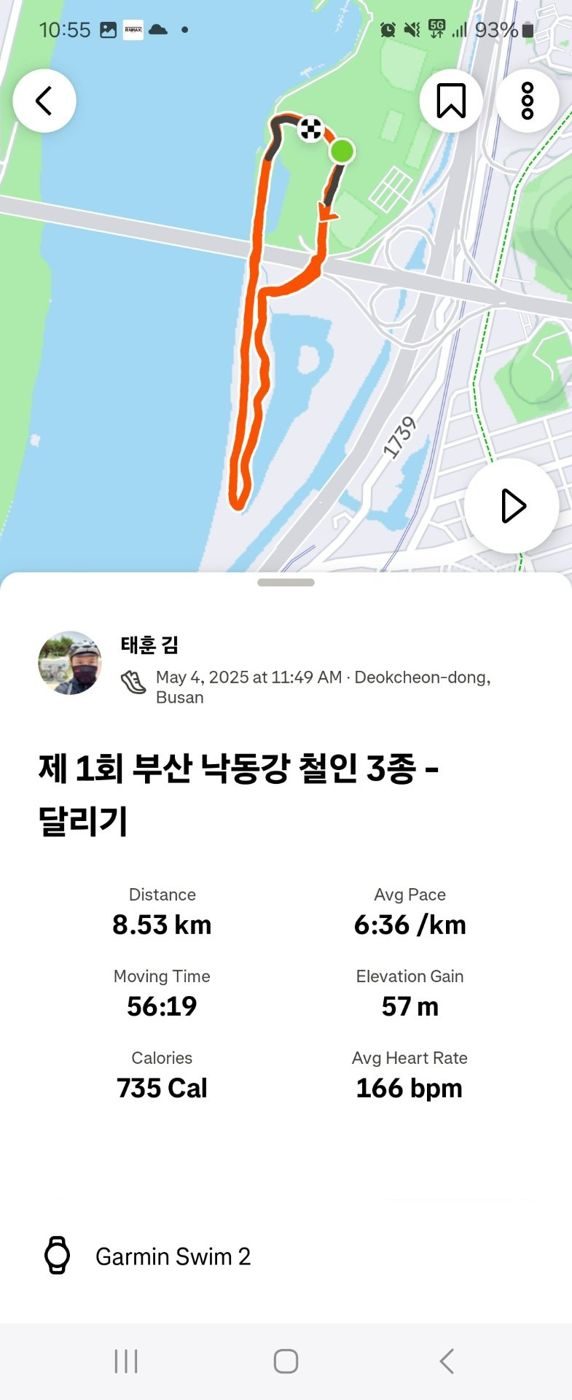 10:55
5G
93%
1739
태훈 김
May 4, 2025 at 11:49 AM · Deokcheon-dong,
Busan
제 1회 부산 낙동강 철인 3종 -
달리기
Distance
Avg Pace
8.53 km
6:36 /km
Moving Time
Elevation Gain
56:19
57 m
Calories
Avg Heart Rate
735 Cal
166 bpm
Garmin Swim 2